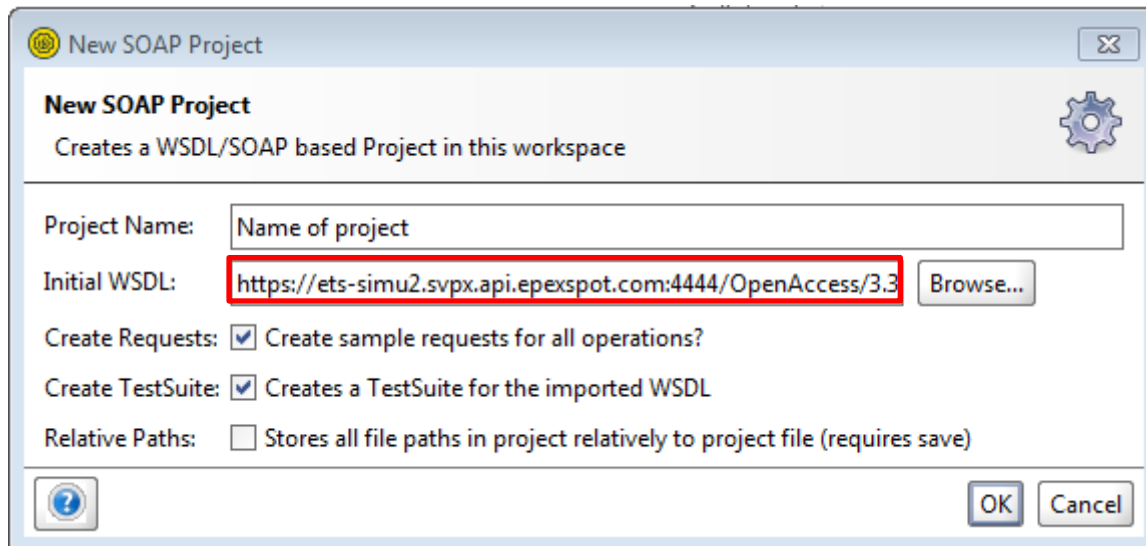 New SOAP Project
New SOAP Project
Creates a WSDL/SOAP based Project in this workspace
Project Name: Name of project
Initial WSDL: https://ets-simu2.svpx.api.epexspot.com:4444/OpenAccess/3.3 Browse...
Create Requests: Create sample requests for all operations?
Create TestSuite: Creates a TestSuite for the imported WSDL
Relative Paths: Stores all file paths in project relatively to project file (requires save)
OK Cancel